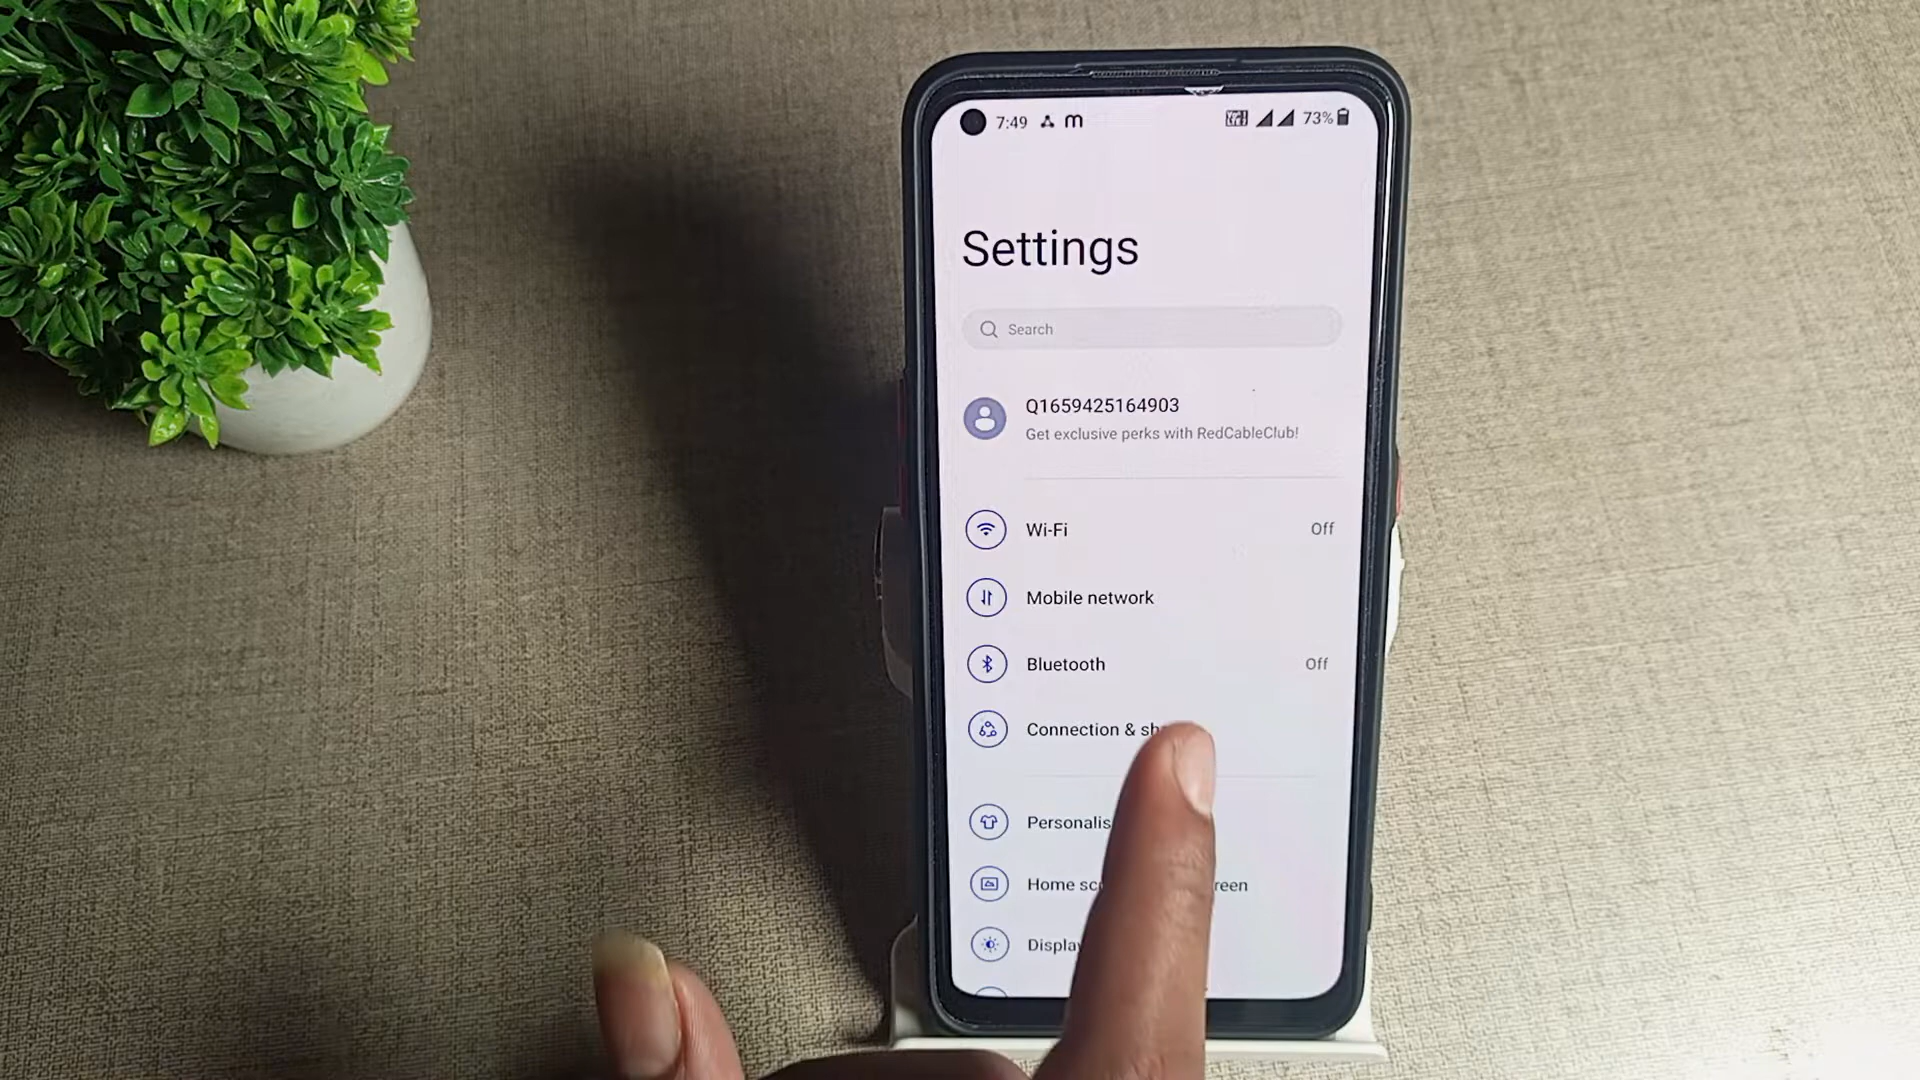 7:49 m 73%
Settings
Search
Q1659425164903
Get exclusive perks with RedCableClub!
Wi-Fi Off
Mobile network
Bluetooth Off
Connection & sh
Personalis
Home sc reen
Display